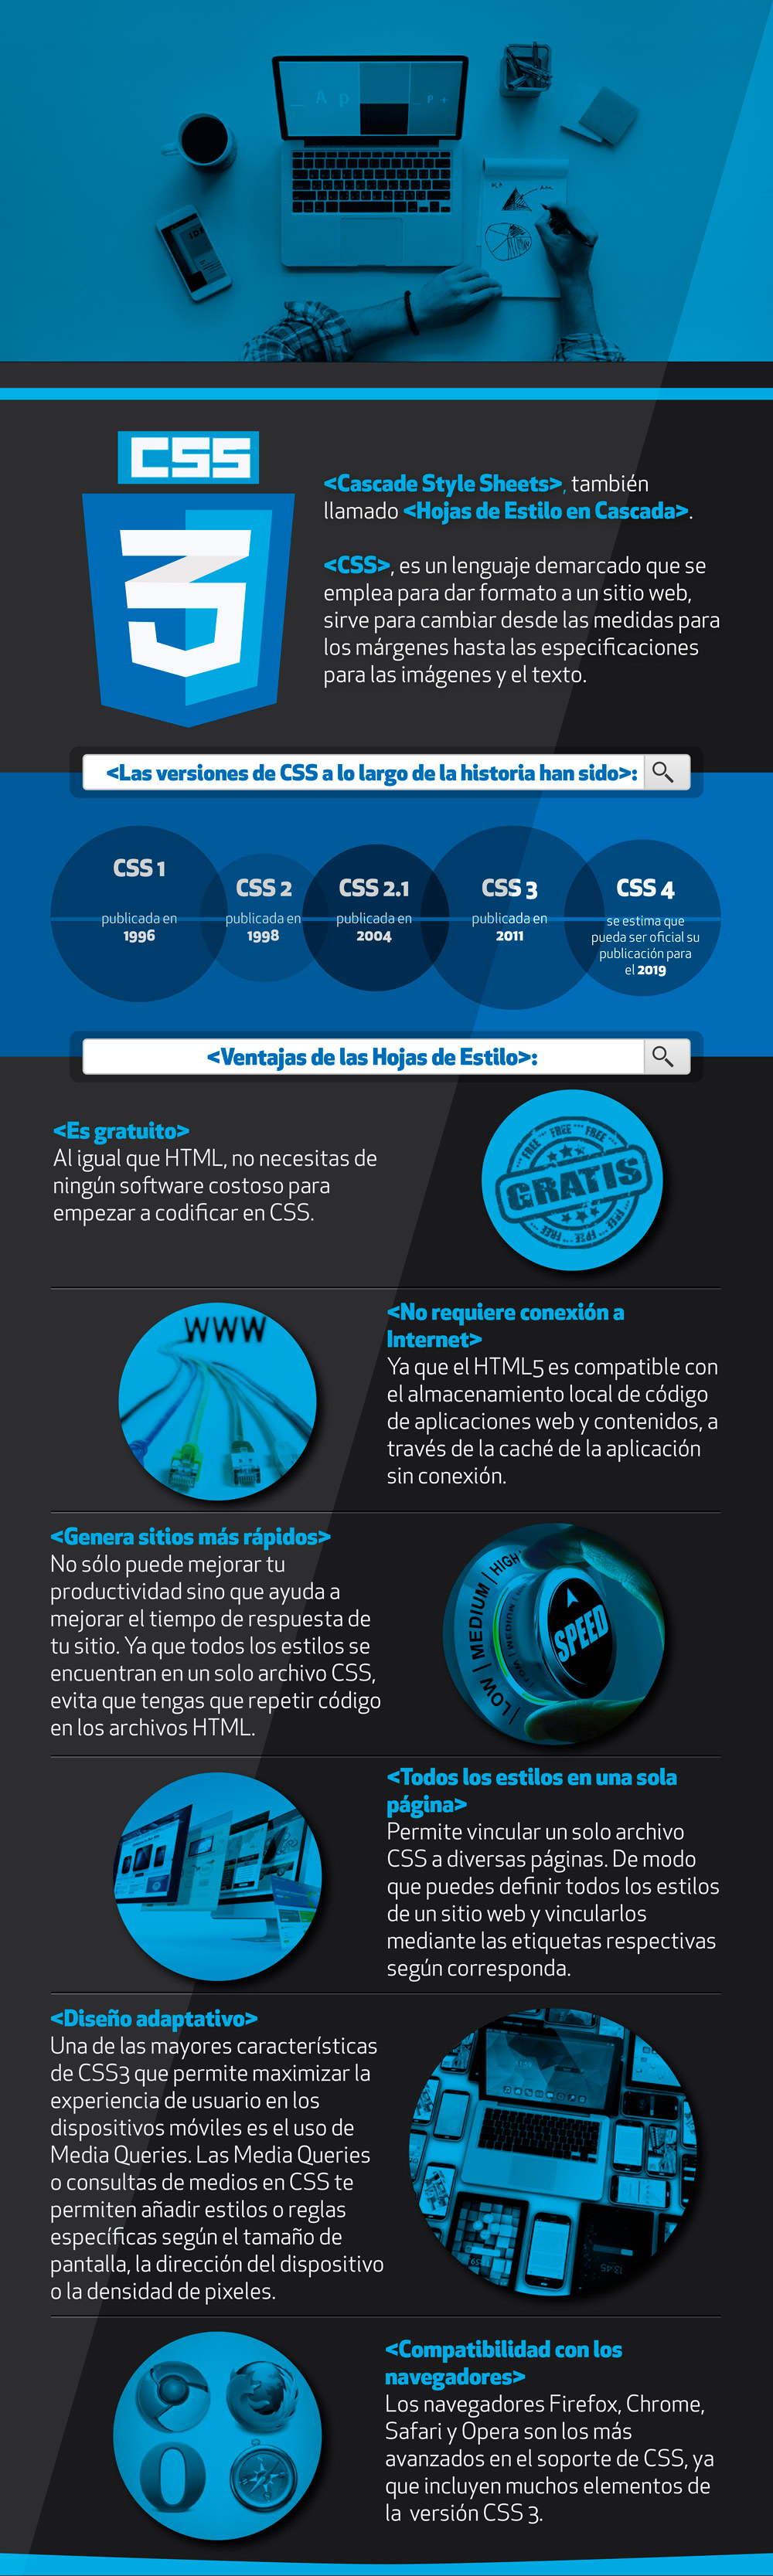 CSS
3
<Cascade Style Sheets>, también
llamado <Hojas de Estilo en Cascada>.
<CSS>, es un lenguaje demarcado que se
emplea para dar formato a un sitio web,
sirve para cambiar desde las medidas para
los márgenes hasta las especificaciones
para las imágenes y el texto.
<Las versiones de CSS a lo largo de la historia han sido>:
CSS 1
publicada en
1996
CSS 2
publicada en
1998
CSS 2.1
publicada en
2004
CSS 3
publicada en
2011
CSS 4
se estima que
pueda ser oficial su
publicación para
el 2019
<Ventajas de las Hojas de Estilo>:
<Es gratuito>
Al igual que HTML, no necesitas de
ningún software costoso para
empezar a codificar en CSS.
FREE FREE FREE
GRATIS
FREE FREE FREE
WWW
<No requiere conexión a
Internet>
Ya que el HTML5 es compatible con
el almacenamiento local de código
de aplicaciones web y contenidos, a
través de la caché de la aplicación
sin conexión.
<Genera sitios más rápidos>
No sólo puede mejorar tu
productividad sino que ayuda a
mejorar el tiempo de respuesta de
tu sitio. Ya que todos los estilos se
encuentran en un solo archivo CSS,
evita que tengas que repetir código
en los archivos HTML.
| LOW | MEDIUM | HIGH
SPEED
<Todos los estilos en una sola
página>
Permite vincular un solo archivo
CSS a diversas páginas. De modo
que puedes definir todos los estilos
de un sitio web y vincularlos
mediante las etiquetas respectivas
según corresponda.
<Diseño adaptativo>
Una de las mayores características
de CSS3 que permite maximizar la
experiencia de usuario en los
dispositivos móviles es el uso de
Media Queries. Las Media Queries
o consultas de medios en CSS te
permiten añadir estilos o reglas
específicas según el tamaño de
pantalla, la dirección del dispositivo
o la densidad de pixeles.
<Compatibilidad con los
navegadores>
Los navegadores Firefox, Chrome,
Safari y Opera son los más
avanzados en el soporte de CSS, ya
que incluyen muchos elementos de
la versión CSS 3.